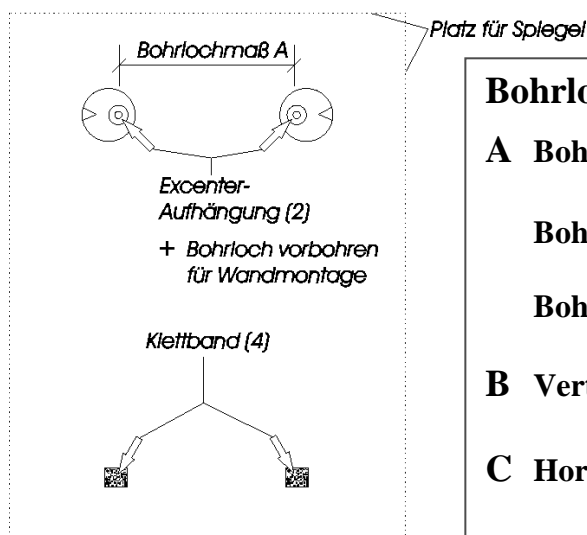 Platz für Spiegel
Bohrlochmaß A
Excenter-
Aufhängung (2)
+ Bohrloch vorbohren
für Wandmontage
Klettband (4)
Bohrlo
A Boh
Boh
Boh
B Vert
C Hor